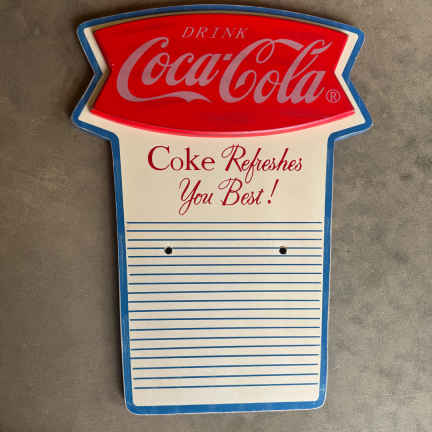 DRINK
Coca-Cola®
Coke Refreshes
You Best!